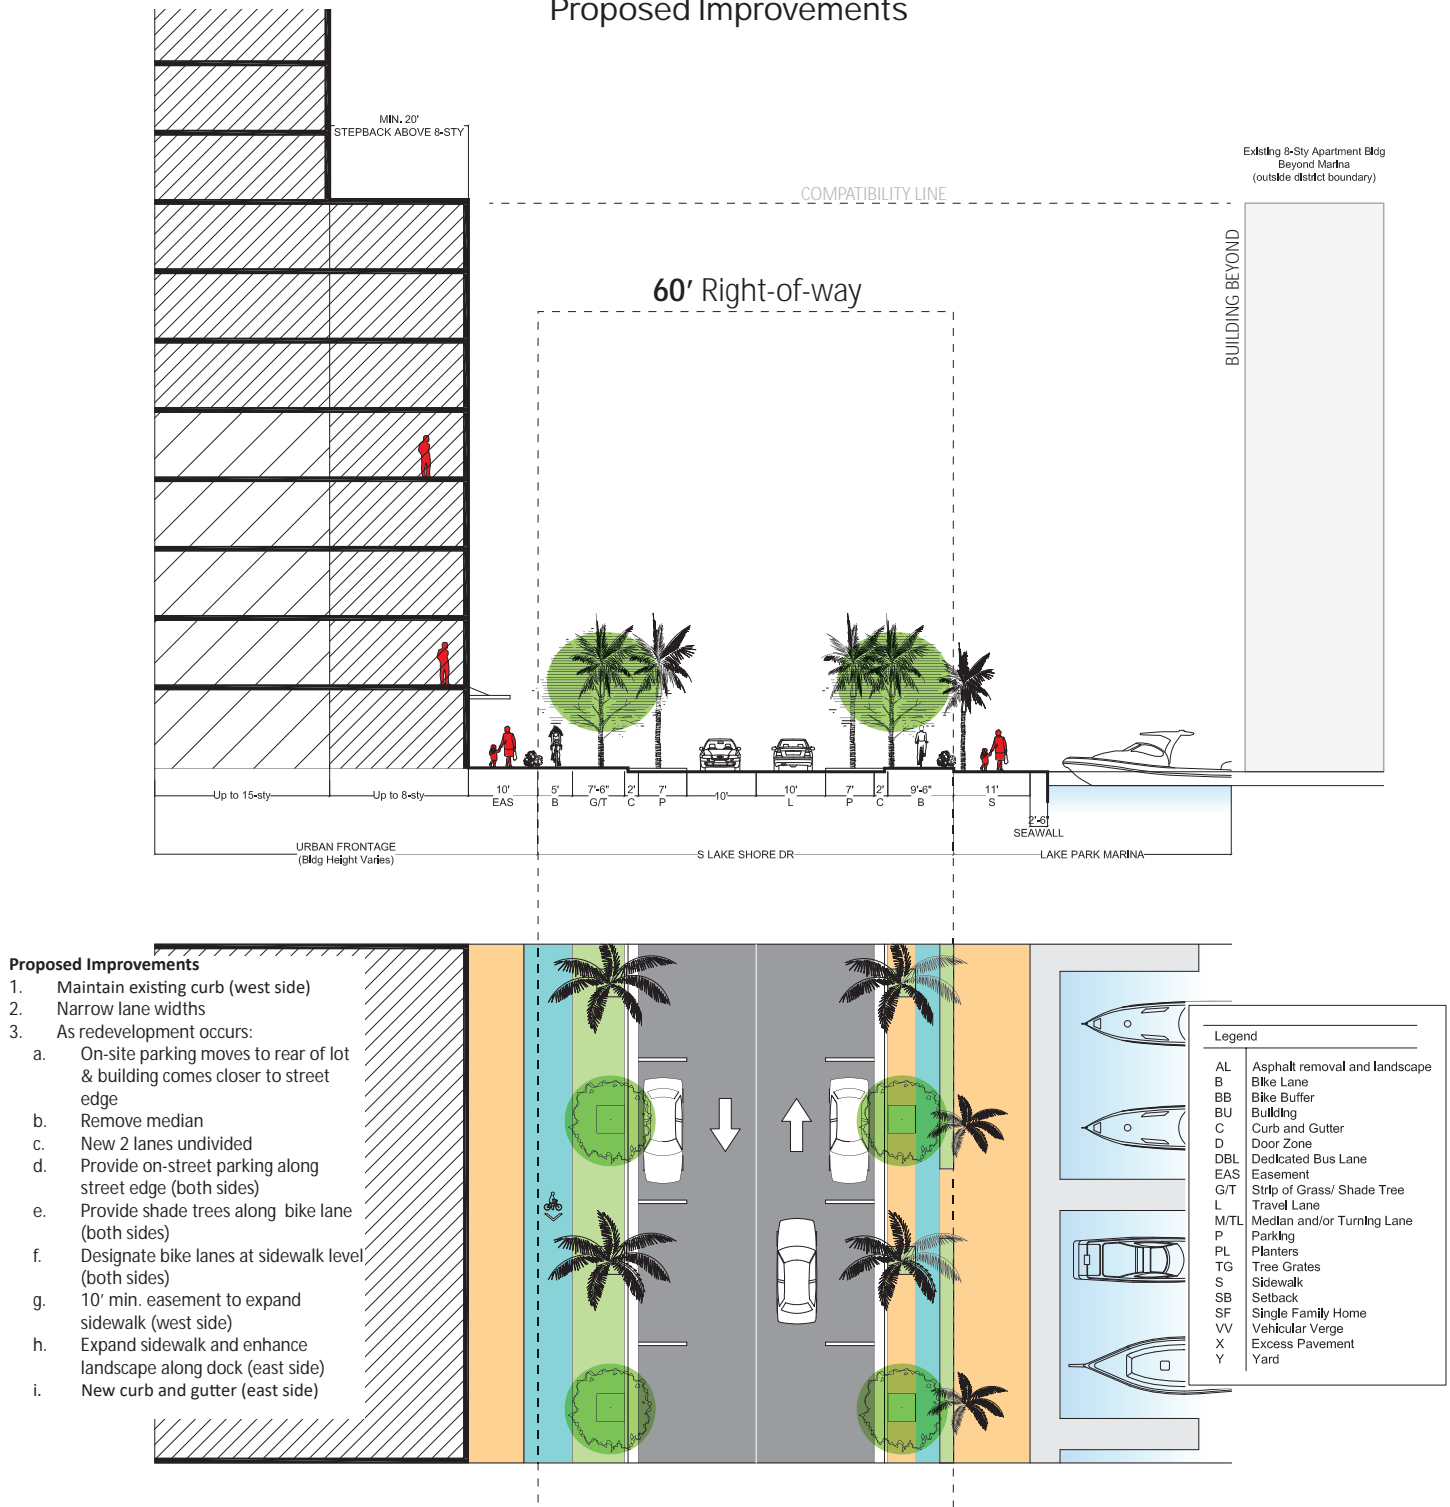 Proposed Improvements
MIN. 20'
STEPBACK ABOVE 8-STY
Existing 8-Sty Apartment Bldg
Beyond Marina
(outside district boundary)
COMPATIBILITY LINE
BUILDING BEYOND
60' Right-of-way
Up to 15-sty
Up to 8-sty
10'
EAS
5'
B
7'-6"
G/T
2'
C
7'
P
10'
10'
L
7'
P
2'
C
9'-6"
B
11'
S
2'-6"
SEAWALL
URBAN FRONTAGE
(Bldg Height Varies)
S LAKE SHORE DR
LAKE PARK MARINA
Proposed Improvements
1. Maintain existing curb (west side)
2. Narrow lane widths
3. As redevelopment occurs:
a. On-site parking moves to rear of lot
& building comes closer to street
edge
b. Remove median
c. New 2 lanes undivided
d. Provide on-street parking along
street edge (both sides)
e. Provide shade trees along bike lane
(both sides)
f. Designate bike lanes at sidewalk level
(both sides)
g. 10' min. easement to expand
sidewalk (west side)
h. Expand sidewalk and enhance
landscape along dock (east side)
i. New curb and gutter (east side)
Legend
AL Asphalt removal and landscape
B Bike Lane
BB Bike Buffer
BU Building
C Curb and Gutter
D Door Zone
DBL Dedicated Bus Lane
EAS Easement
G/T Strip of Grass/ Shade Tree
L Travel Lane
M/TL Median and/or Turning Lane
P Parking
PL Planters
TG Tree Grates
S Sidewalk
SB Setback
SF Single Family Home
VV Vehicular Verge
X Excess Pavement
Y Yard